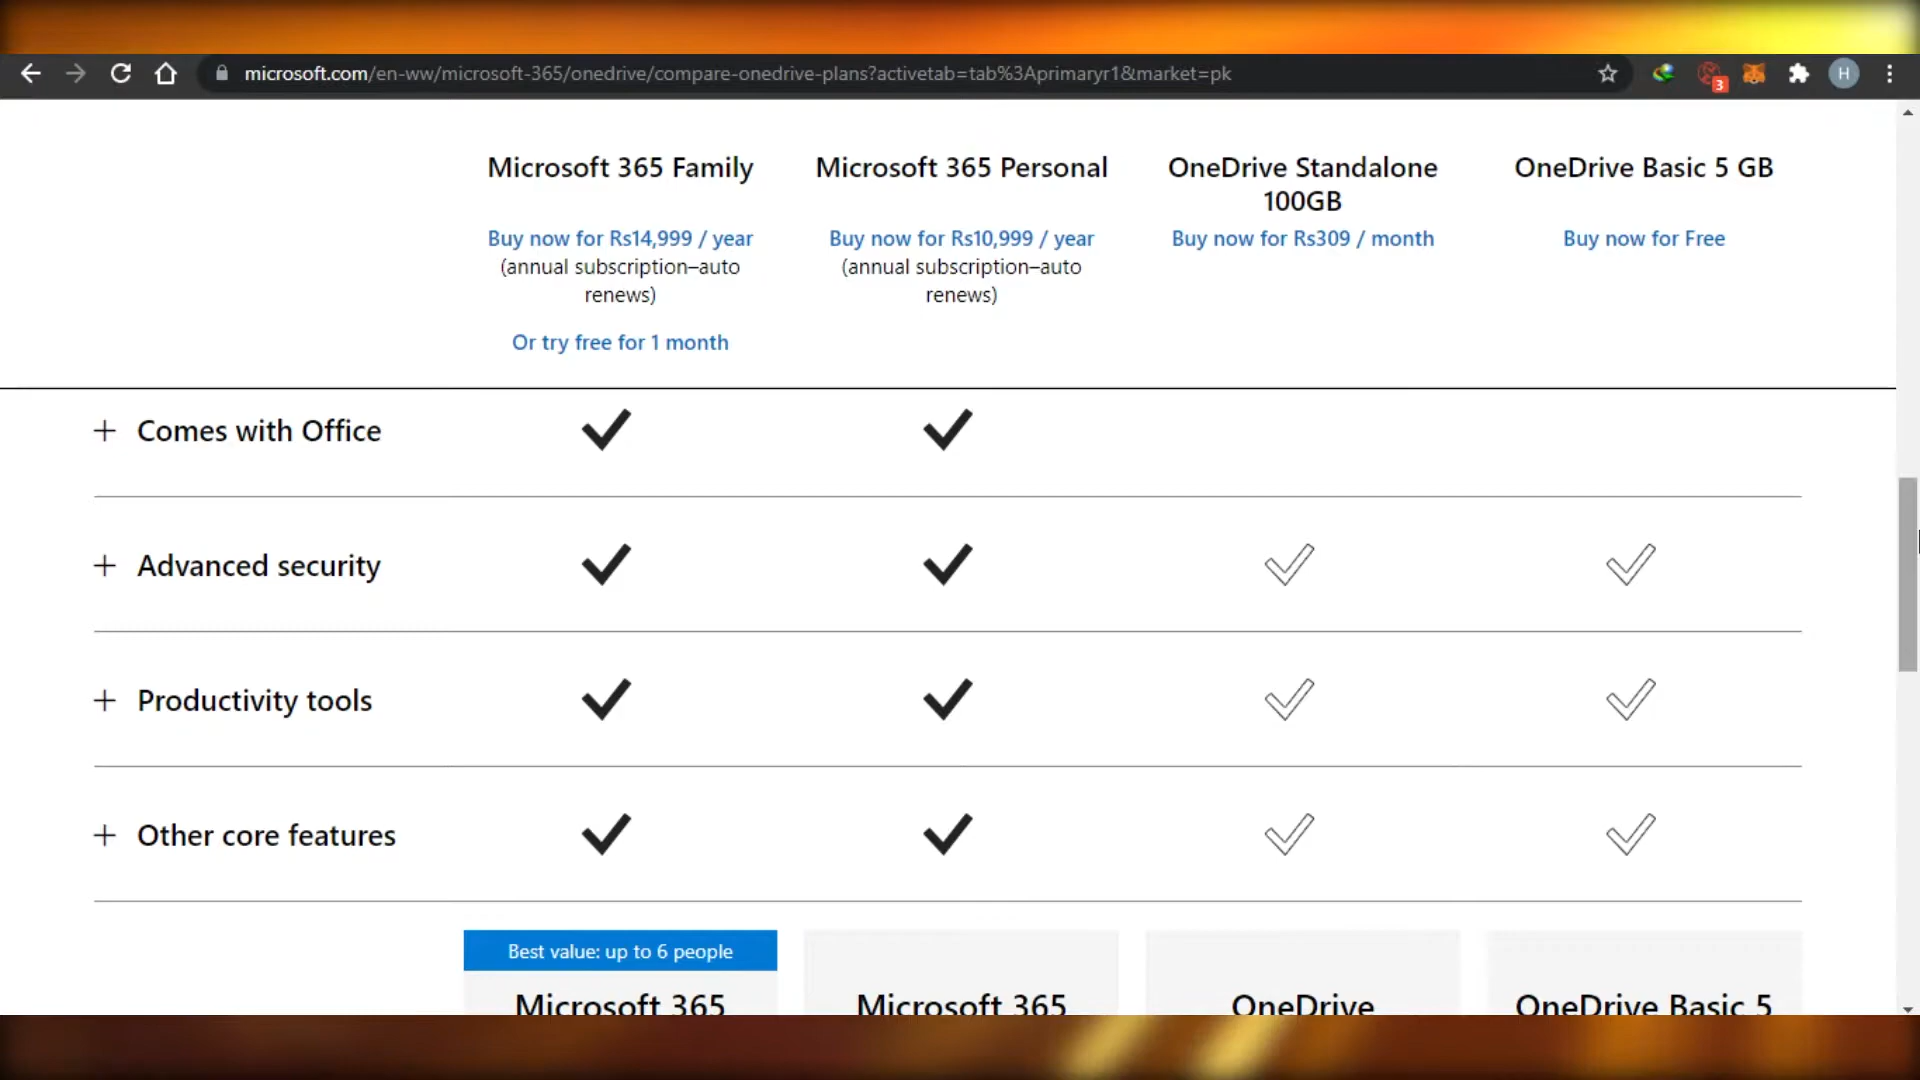 microsoft.com/en-ww/microsoft-365/onedrive/compare-onedrive-plans?activetab=tab%3Aprimaryr1&market=pk
3
H
Microsoft 365 Family
Microsoft 365 Personal
OneDrive Standalone
100GB
OneDrive Basic 5 GB
Buy now for Rs14,999 / year
(annual subscription–auto
renews)
Or try free for 1 month
Buy now for Rs10,999 / year
(annual subscription–auto
renews)
Buy now for Rs309 / month
Buy now for Free
Comes with Office
Advanced security
Productivity tools
Other core features
Best value: up to 6 people
Microsoft 365
Microsoft 365
OneDrive
OneDrive Basic 5